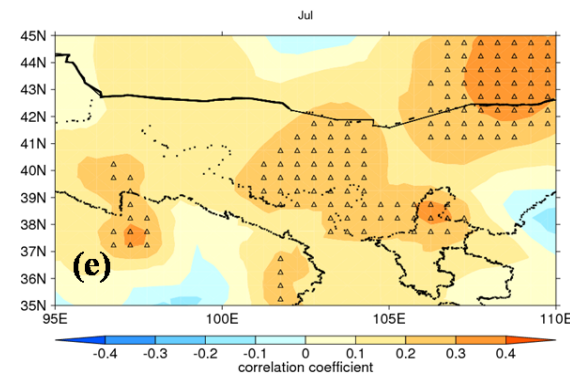 Jul
45N
44N
43N
42N
41N
40N
39N
38N
37N
36N
35N
(e)
95E 100E 105E 110E
-0.4 -0.3 -0.2 -0.1 0 0.1 0.2 0.3 0.4
correlation coefficient